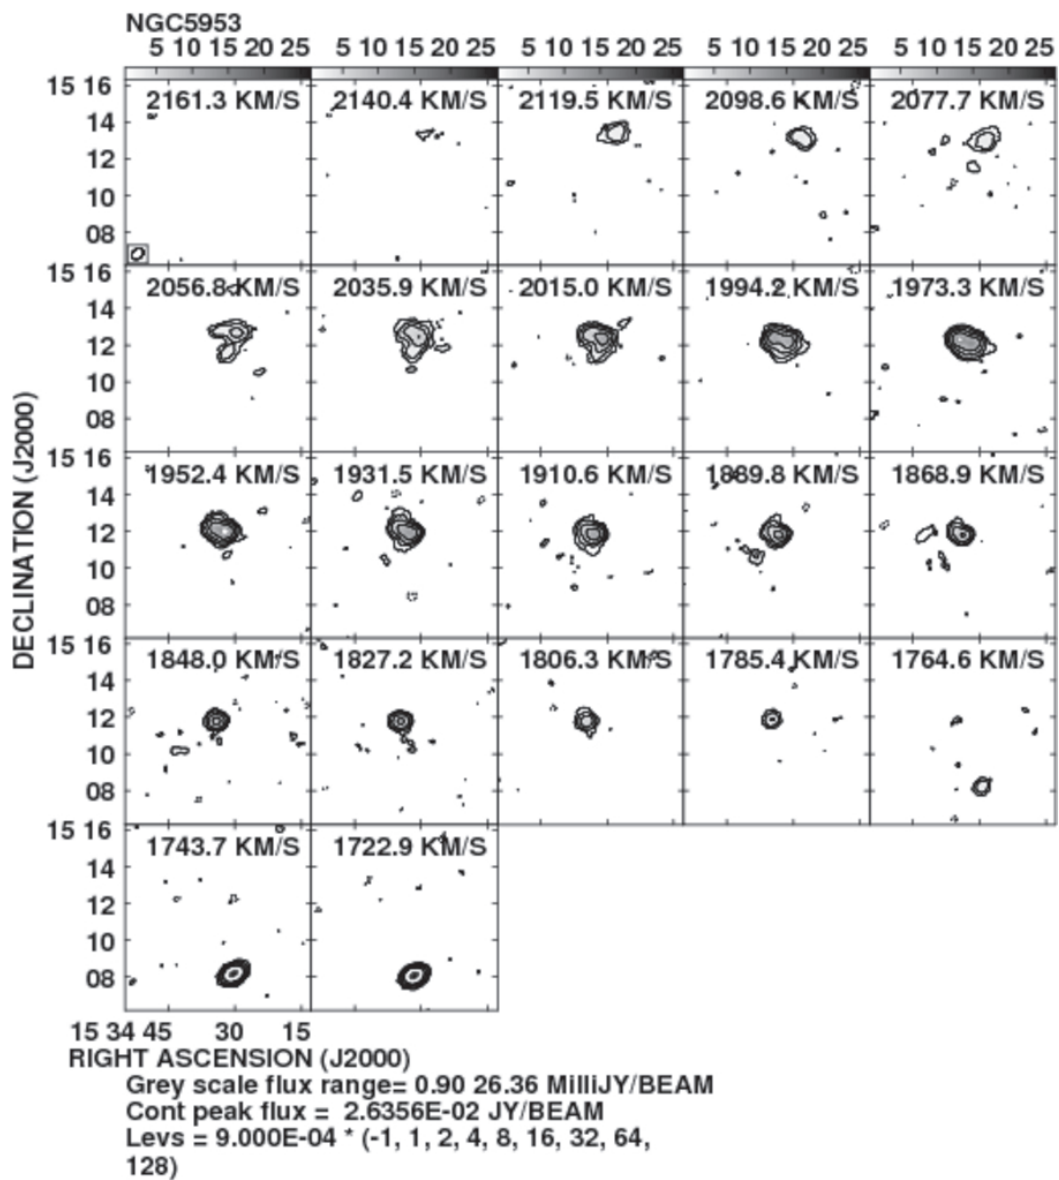 NGC5953
5 10 15 20 25 5 10 15 20 25 5 10 15 20 25 5 10 15 20 25 5 10 15 20 25
15 16 2161.3 KM/S 2140.4 KM/S 2119.5 KM/S 2098.6 KM/S 2077.7 KM/S
14
12
10
08
15 16 2056.8 KM/S 2035.9 KM/S 2015.0 KM/S 1994.2 KM/S 1973.3 KM/S
14
12
10
08
DECLINATION (J2000)
15 16 1952.4 KM/S 1931.5 KM/S 1910.6 KM/S 1889.8 KM/S 1868.9 KM/S
14
12
10
08
15 16 1848.0 KM/S 1827.2 KM/S 1806.3 KM/S 1785.4 KM/S 1764.6 KM/S
14
12
10
08
15 16 1743.7 KM/S 1722.9 KM/S
14
12
10
08
15 34 45 30 15
RIGHT ASCENSION (J2000)
Grey scale flux range= 0.90 26.36 MilliJY/BEAM
Cont peak flux = 2.6356E-02 JY/BEAM
Levs = 9.000E-04 * (-1, 1, 2, 4, 8, 16, 32, 64,
128)